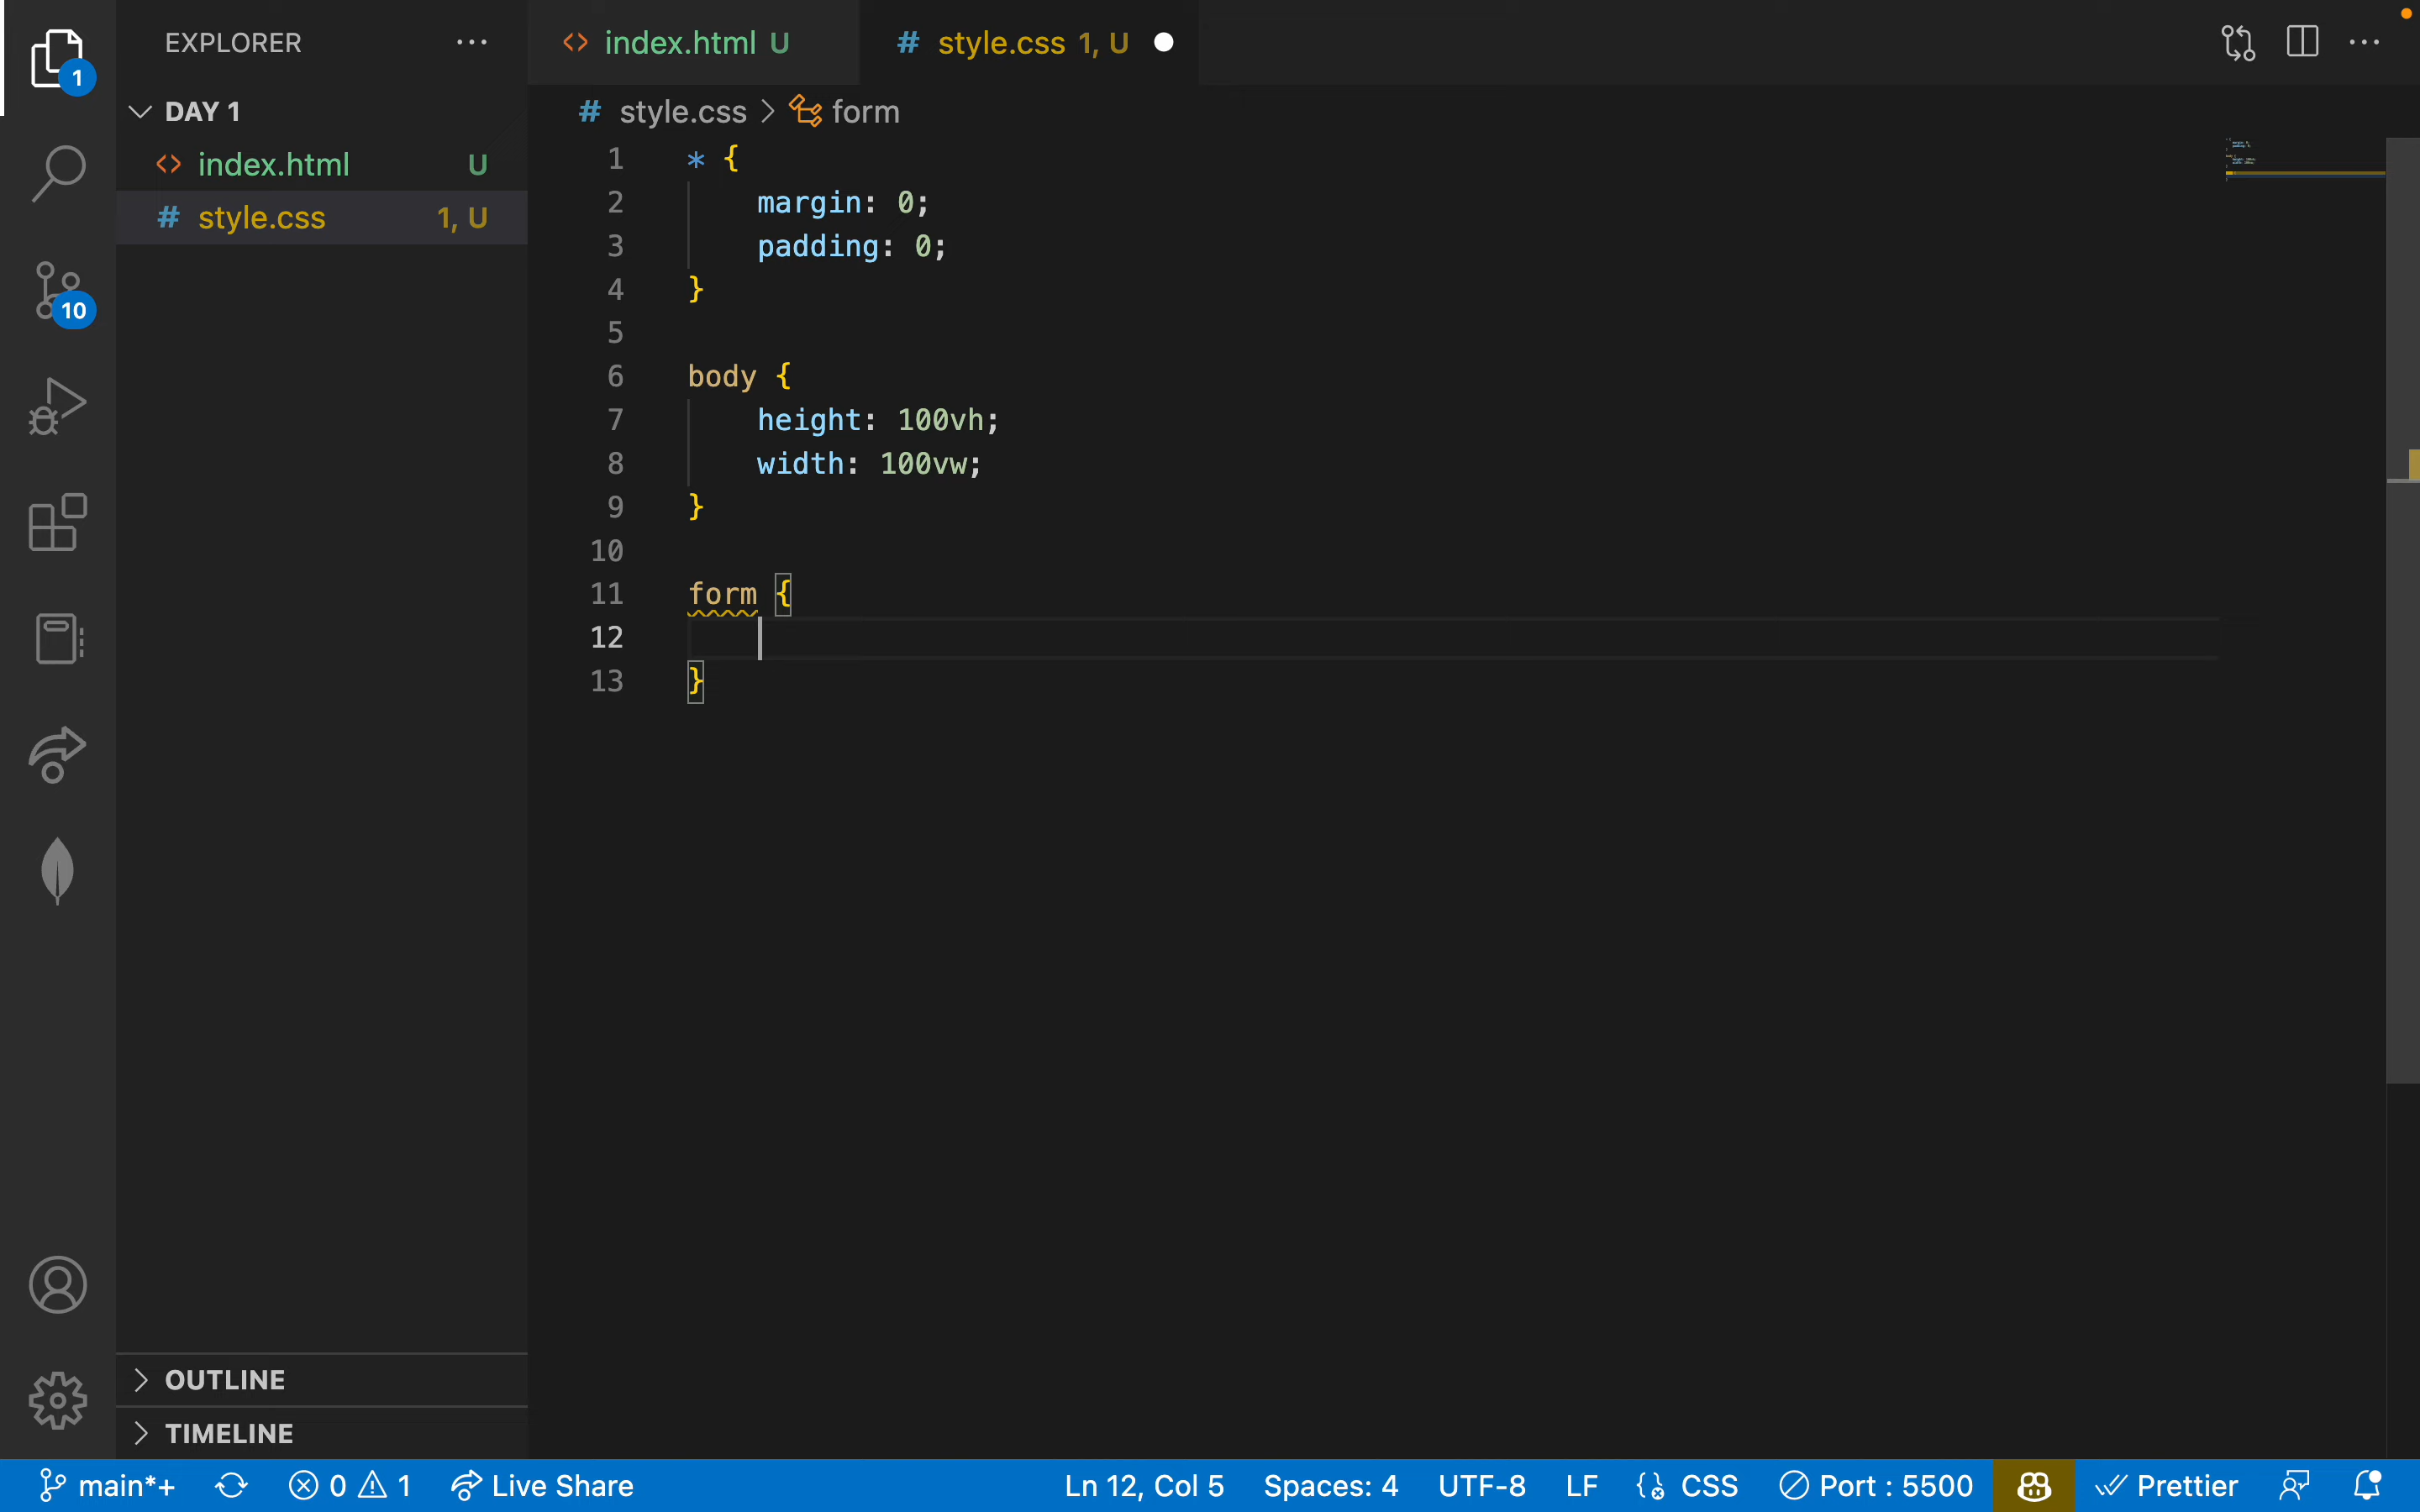 EXPLORER
index.html U
# style.css 1, U
1
DAY 1
# style.css > form
index.html U
# style.css 1, U
10
1 * {
2 margin: 0;
3 padding: 0;
4 }
5
6 body {
7 height: 100vh;
8 width: 100vw;
9 }
10
11 form {
12
13 }
OUTLINE
TIMELINE
main*+ 0 1 Live Share Ln 12, Col 5 Spaces: 4 UTF-8 LF CSS Port : 5500 Prettier